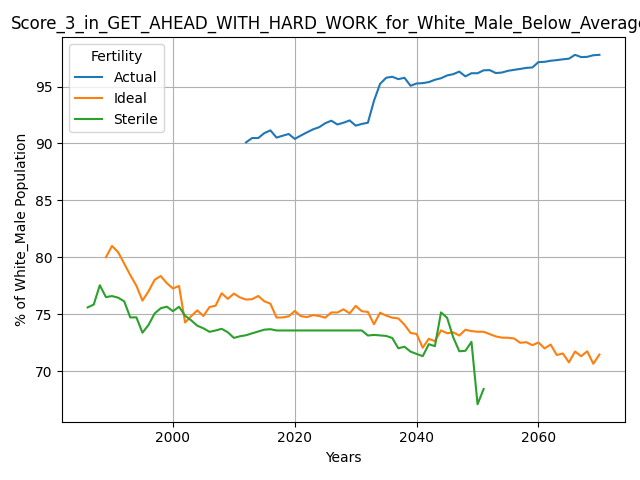 Score_3_in_GET_AHEAD_WITH_HARD_WORK_for_White_Male_Below_Average
Fertility
Actual
Ideal
Sterile
% of White_Male Population
95
90
85
80
75
70
2000 2020 2040 2060
Years